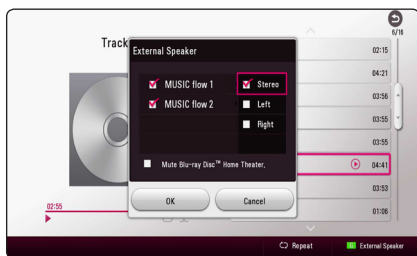 6/16
Track
External Speaker
02:15
04:21
MUSIC flow 1
Stereo
MUSIC flow 2
Left
03:56
Right
03:55
03:55
Mute Blu-ray Disc™ Home Theater.
04:41
OK
Cancel
03:53
02:55
01:06
Repeat
External Speaker